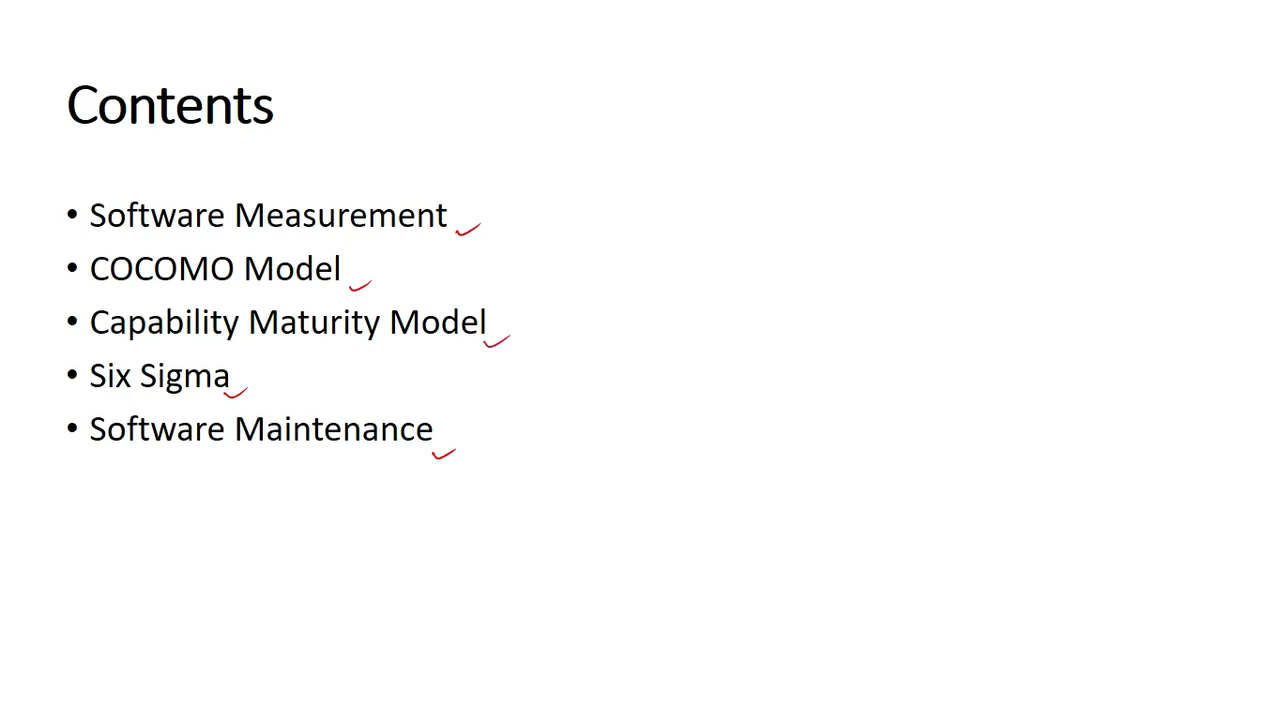 Contents
• Software Measurement
• COCOMO Model
• Capability Maturity Model
• Six Sigma
• Software Maintenance